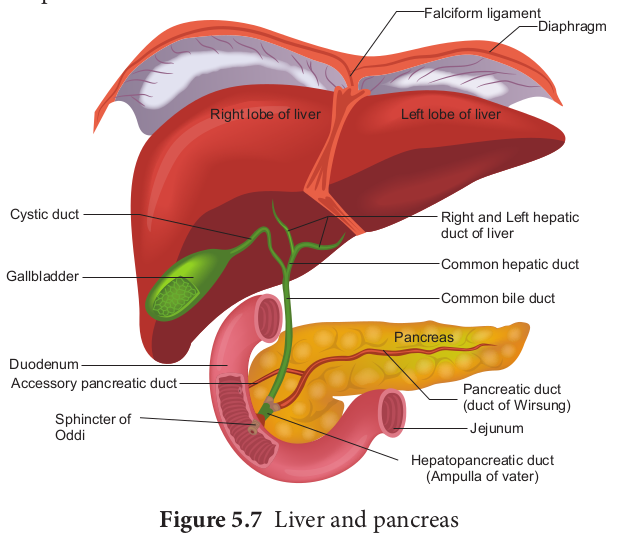 Falciform ligament
Diaphragm
Right lobe of liver
Left lobe of liver
Cystic duct
Right and Left hepatic
duct of liver
Common hepatic duct
Gallbladder
Common bile duct
Pancreas
Duodenum
Accessory pancreatic duct
Pancreatic duct
(duct of Wirsung)
Sphincter of
Oddi
Jejunum
Hepatopancreatic duct
(Ampulla of vater)
Figure 5.7 Liver and pancreas